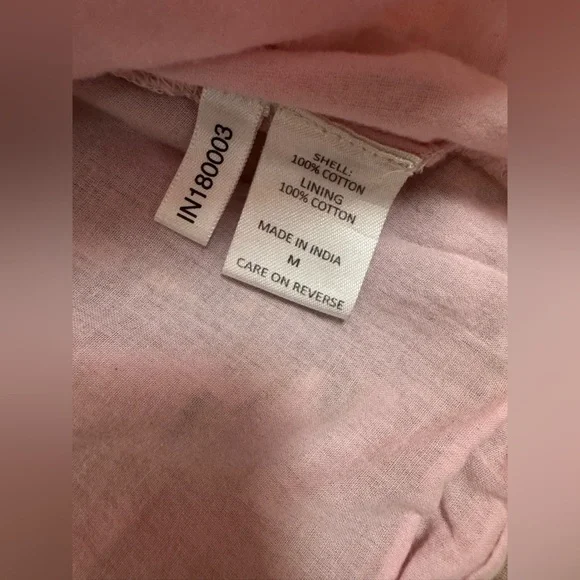 IN180003
SHELL:
100% COTTON
LINING
100% COTTON
MADE IN INDIA
M
CARE ON REVERSE